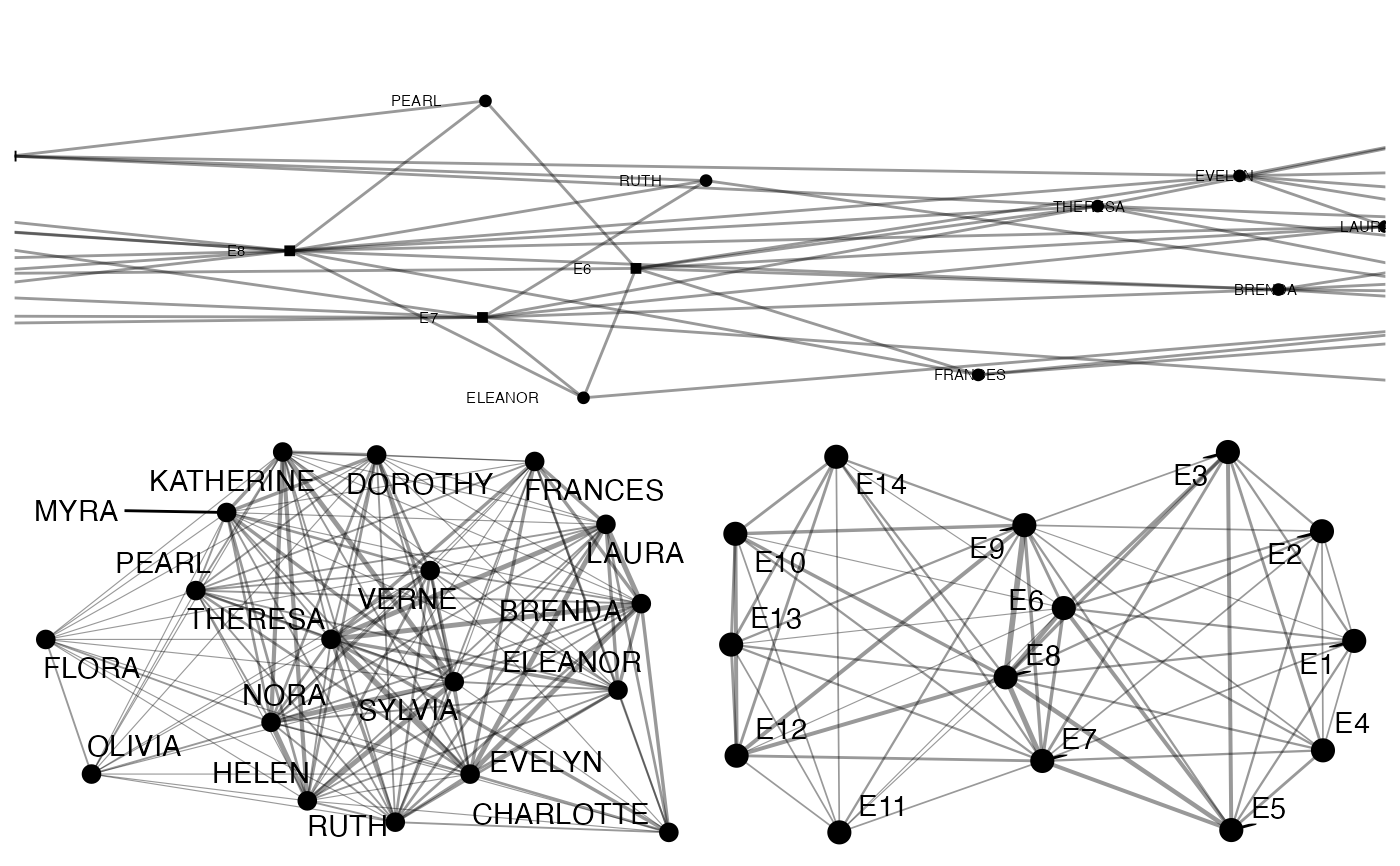 PEARL
RUTH
EVELYN
THERESA
LAUR
E8
E6
BRENDA
E7
FRANCES
ELEANOR
KATHERINE
DOROTHY
FRANCES
MYRA
LAURA
PEARL
VERNE
BRENDA
THERESA
FLORA
ELEANOR
NORA
SYLVIA
OLIVIA
HELEN
EVELYN
RUTH
CHARLOTTE
E3
E14
E9
E2
E10
E6
E13
E8
E1
E12
E7
E4
E11
E5